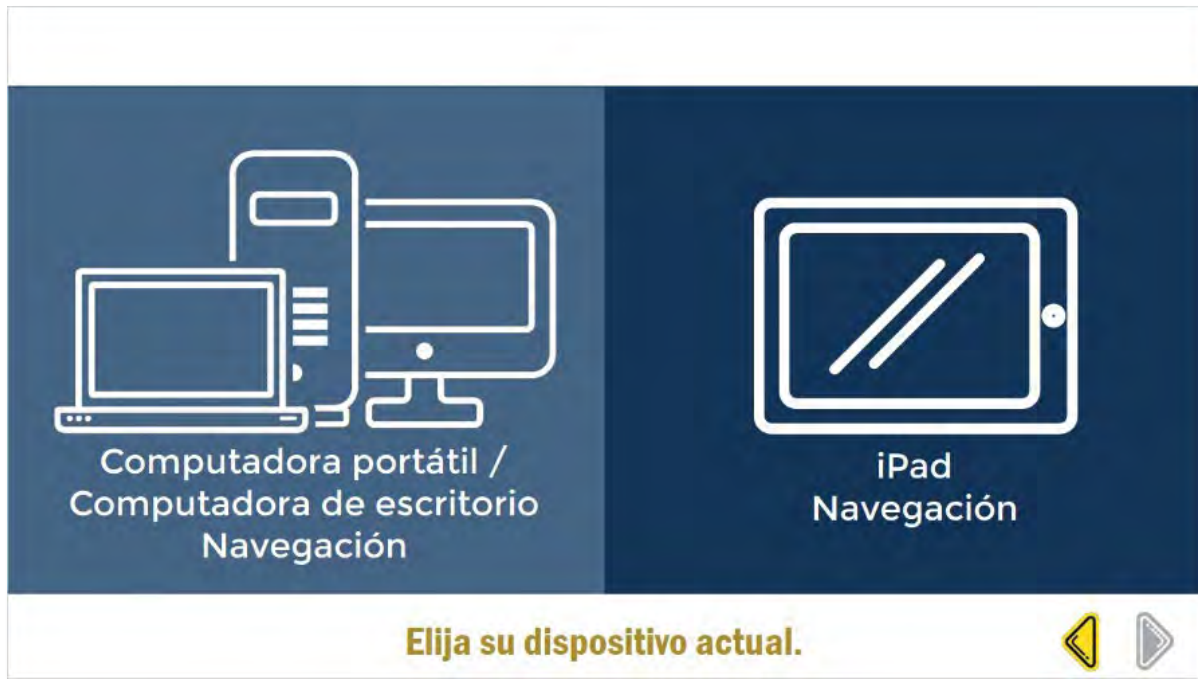 Computadora portátil /
Computadora de escritorio
Navegación
iPad
Navegación
Elija su dispositivo actual.